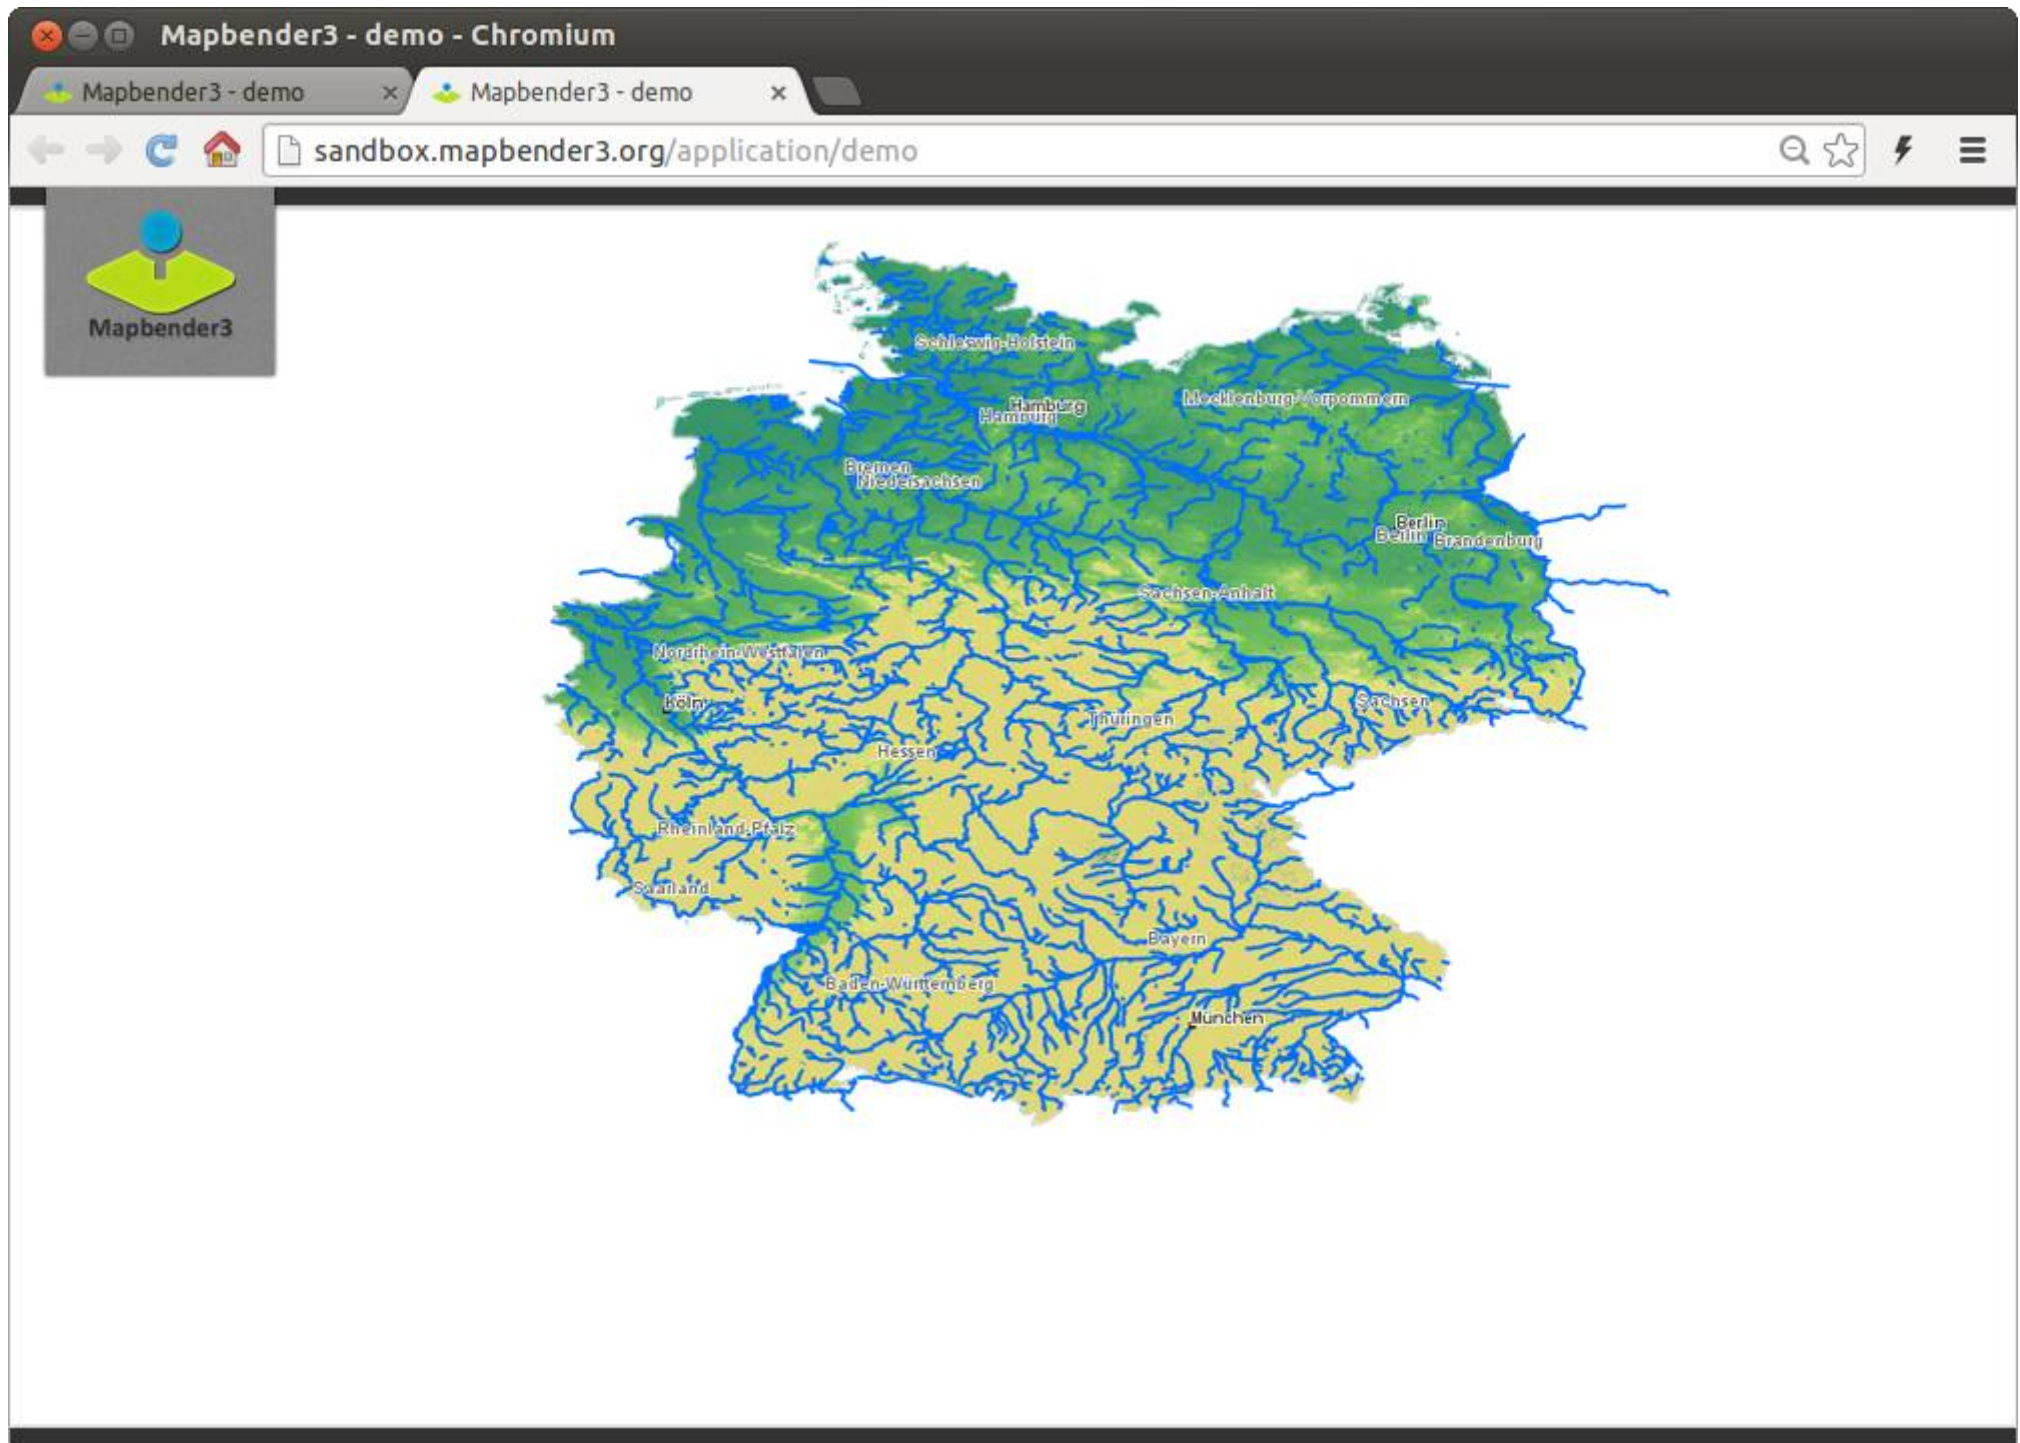 Mapbender3 - demo - Chromium
Mapbender3 - demo
Mapbender3 - demo
sandbox.mapbender3.org/application/demo
Mapbender3
Schleswig-Holstein
Mecklenburg-Vorpommern
Hamburg
Hamburg
Bremen
Niedersachsen
Berlin
Berlin
Brandenburg
Sachsen-Anhalt
Nordrhein-Westfalen
Köln
Sachsen
Thüringen
Hessen
Rheinland-Pfalz
Saarland
Bayern
Baden-Württemberg
München